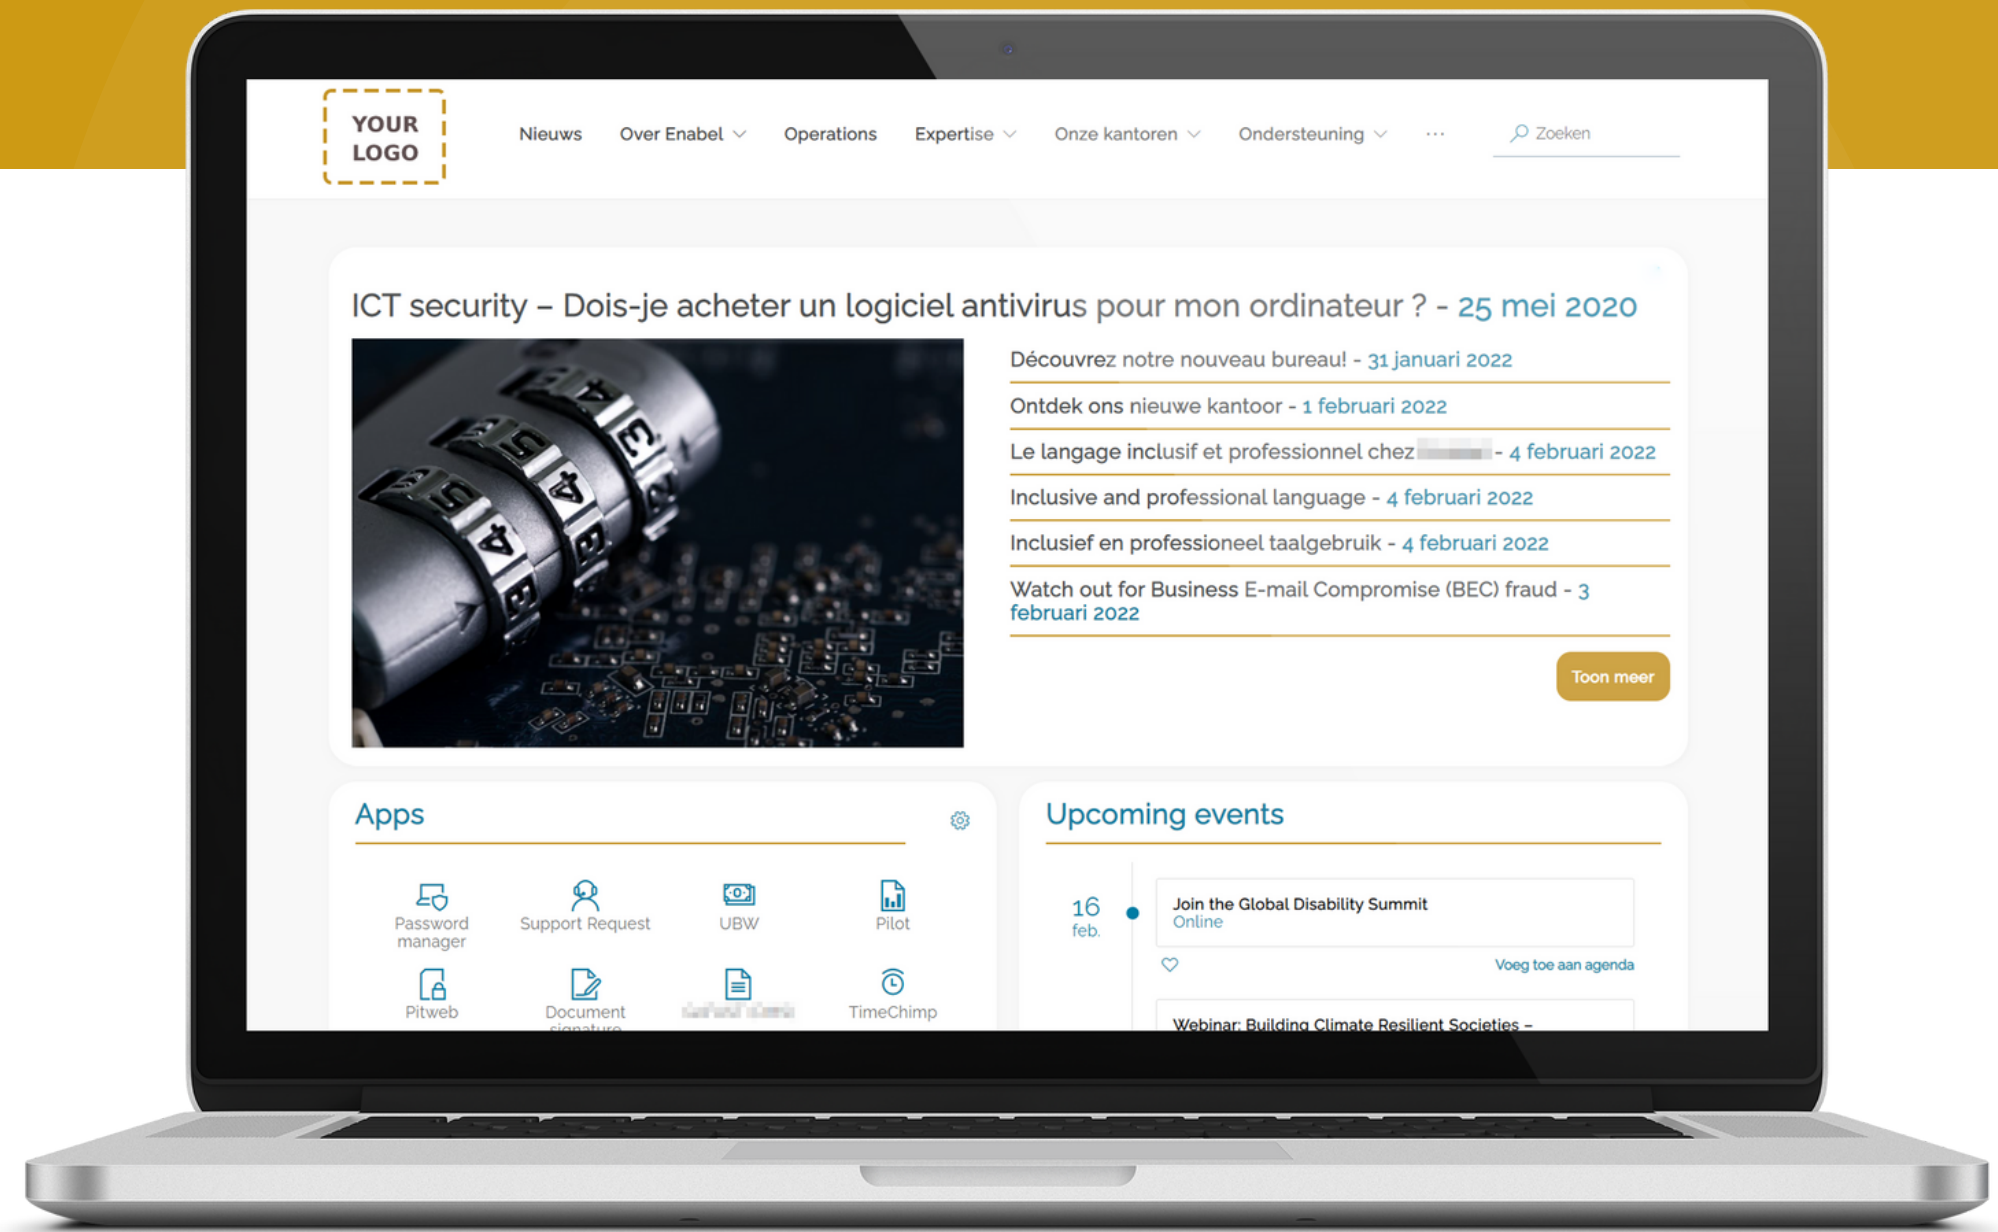 YOUR
LOGO
Nieuws
Over Enabel
Operations
Expertise
Onze kantoren
Ondersteuning
...
Zoeken
ICT security – Dois-je acheter un logiciel antivirus pour mon ordinateur ? - 25 mei 2020
Découvrez notre nouveau bureau! - 31 januari 2022
Ontdek ons nieuwe kantoor - 1 februari 2022
Le langage inclusif et professionnel chez - 4 februari 2022
Inclusive and professional language - 4 februari 2022
Inclusief en professioneel taalgebruik - 4 februari 2022
Watch out for Business E-mail Compromise (BEC) fraud - 3
februari 2022
Toon meer
Apps
Password
manager
Support Request
UBW
Pilot
Pitweb
Document
signature
TimeChimp
Upcoming events
16
feb.
Join the Global Disability Summit
Online
Voeg toe aan agenda
Webinar: Building Climate Resilient Societies –